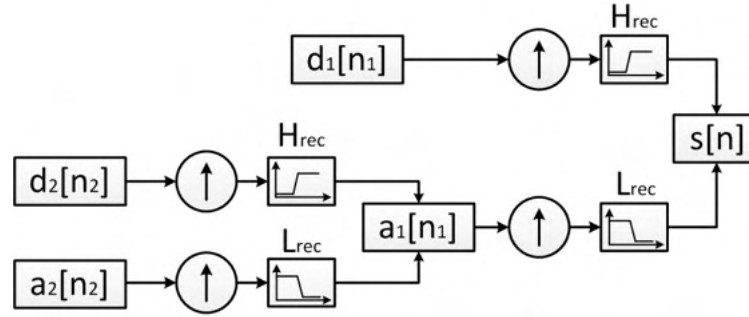 Hrec
d1[n1]
s[n]
Hrec
d2[n2]
Lrec
a1[n1]
Lrec
a2[n2]